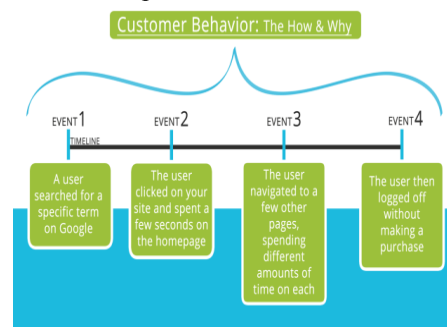 Customer Behavior: The How & Why
EVENT1
EVENT2
EVENT3
EVENT4
TIMELINE
A user
searched for a
specific term
on Google
The user
clicked on your
site and spent a
few seconds on
the homepage
The user
navigated to a
few other
pages,
spending
different
amounts of
time on each
The user then
logged off
without
making a
purchase